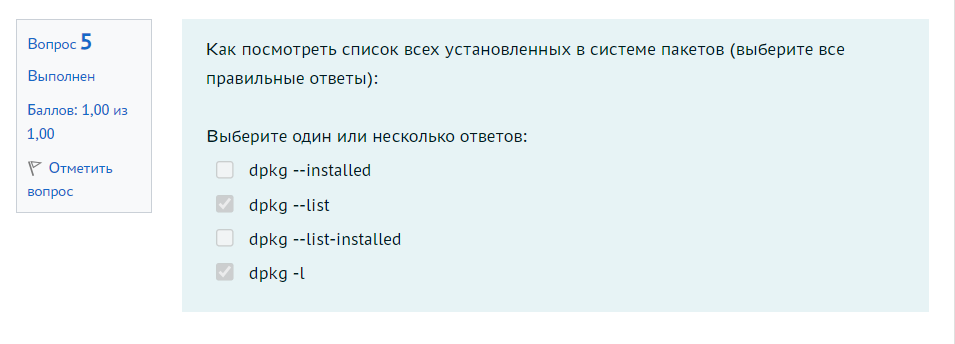 Вопрос 5
Выполнен
Баллов: 1,00 из
1,00
Отметить
вопрос
Как посмотреть список всех установленных в системе пакетов (выберите все
правильные ответы):
Выберите один или несколько ответов:
dpkg --installed
dpkg --list
dpkg --list-installed
dpkg -l